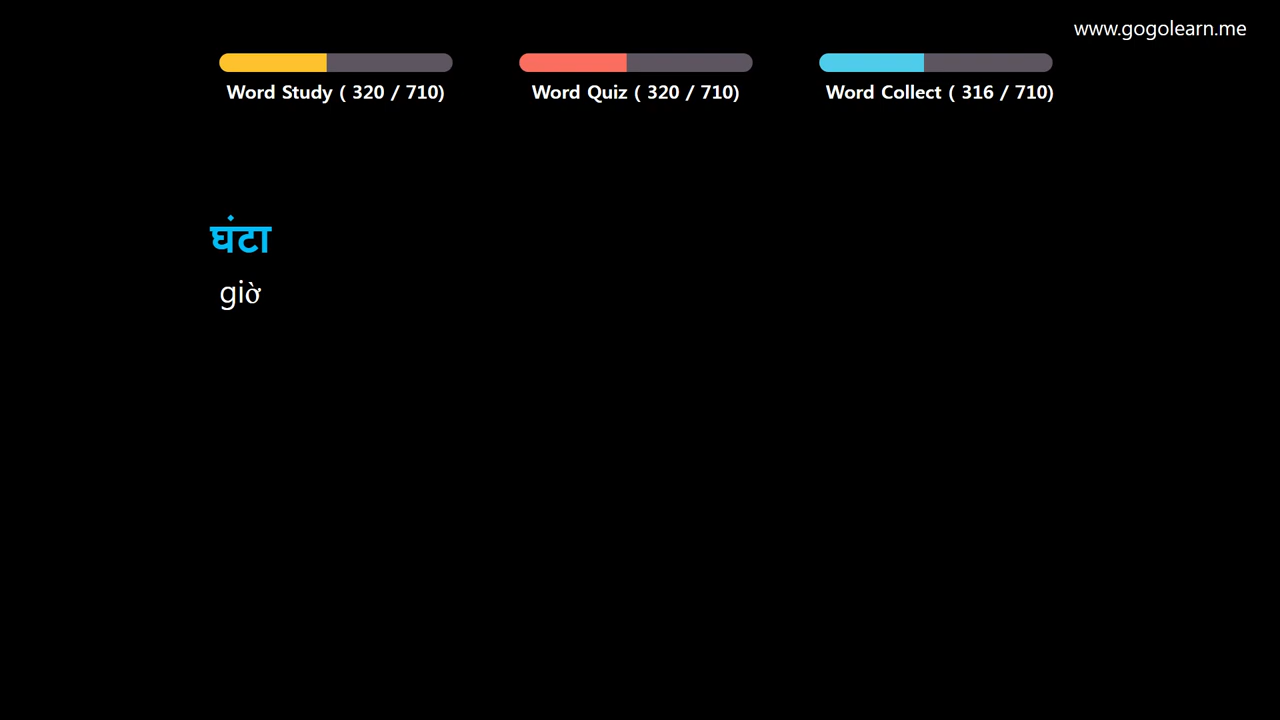 www.gogolearn.me
Word Study ( 320 / 710)
Word Quiz ( 320 / 710)
Word Collect ( 316 / 710)
घंटा
giờ